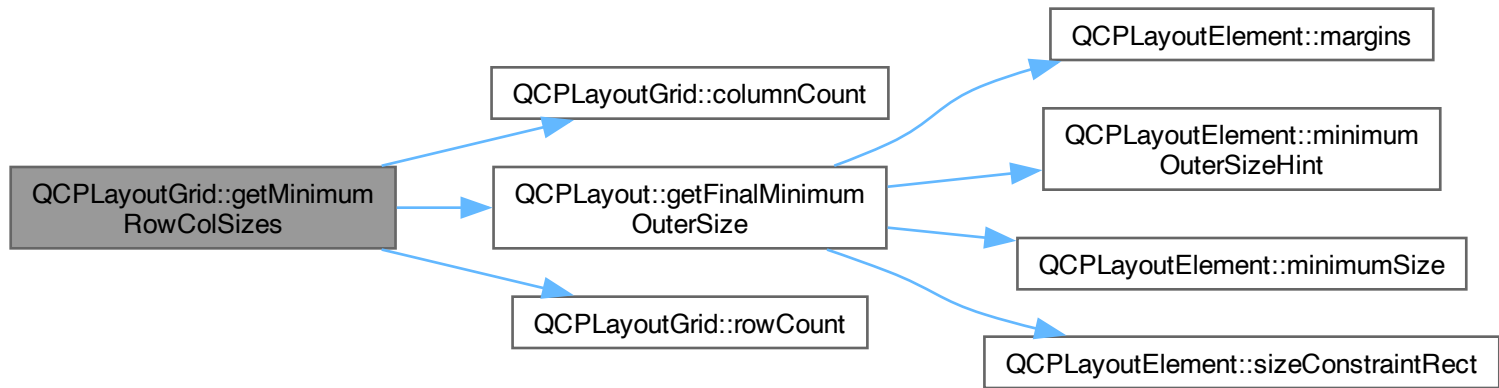 QCPLayoutGrid::getMinimum
RowColSizes
QCPLayoutGrid::columnCount
QCPLayout::getFinalMinimum
OuterSize
QCPLayoutGrid::rowCount
QCPLayoutElement::margins
QCPLayoutElement::minimum
OuterSizeHint
QCPLayoutElement::minimumSize
QCPLayoutElement::sizeConstraintRect